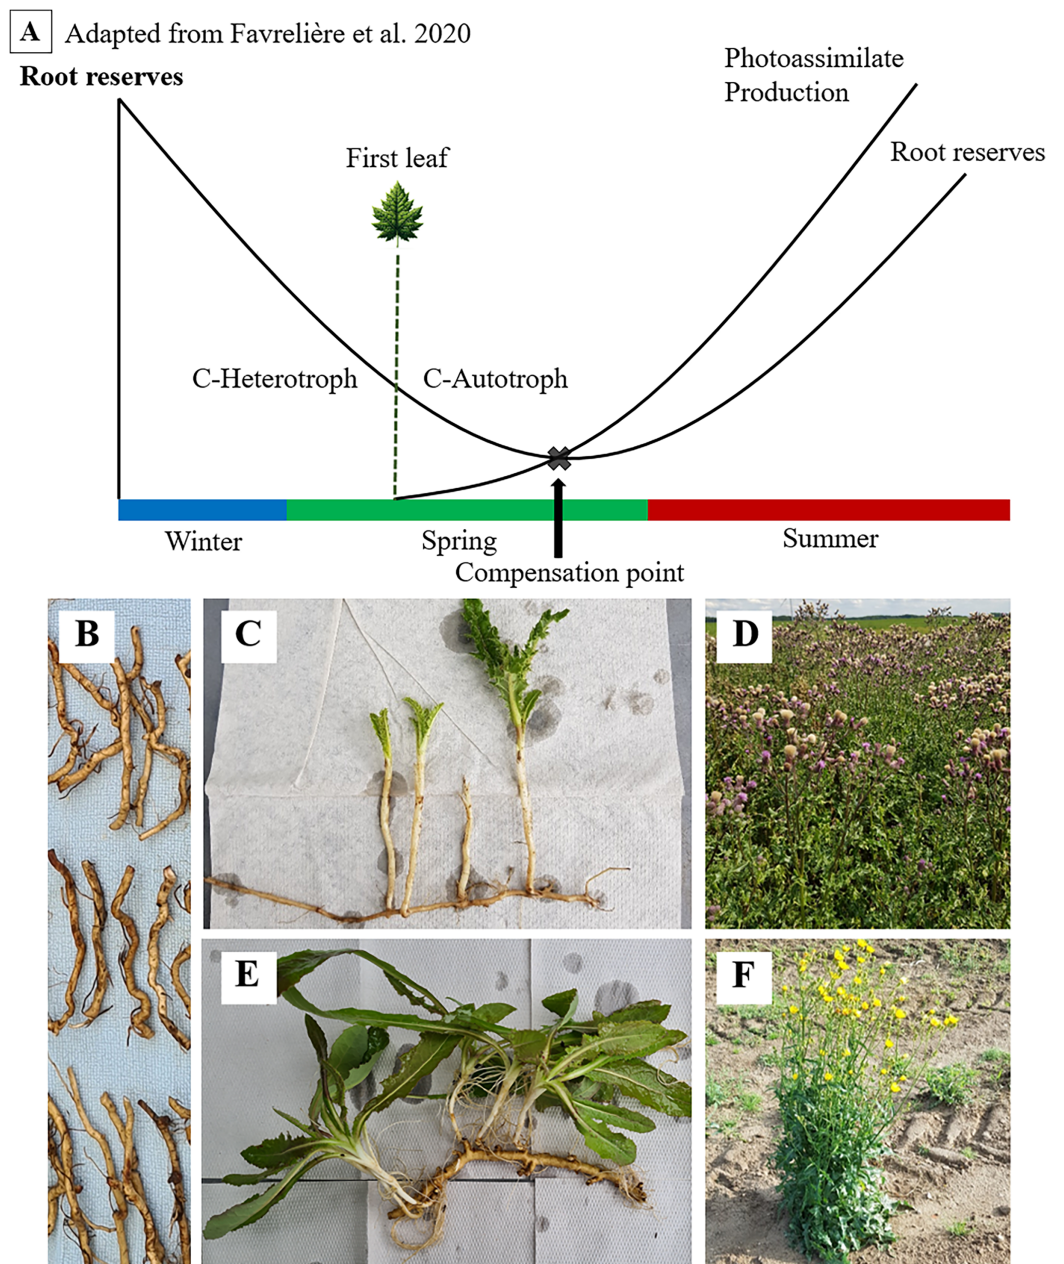 A Adapted from Favrelière et al. 2020
Root reserves
Photoassimilate
Production
First leaf
Root reserves
C-Heterotroph
C-Autotroph
Winter
Spring
Summer
Compensation point
B
C
D
E
F